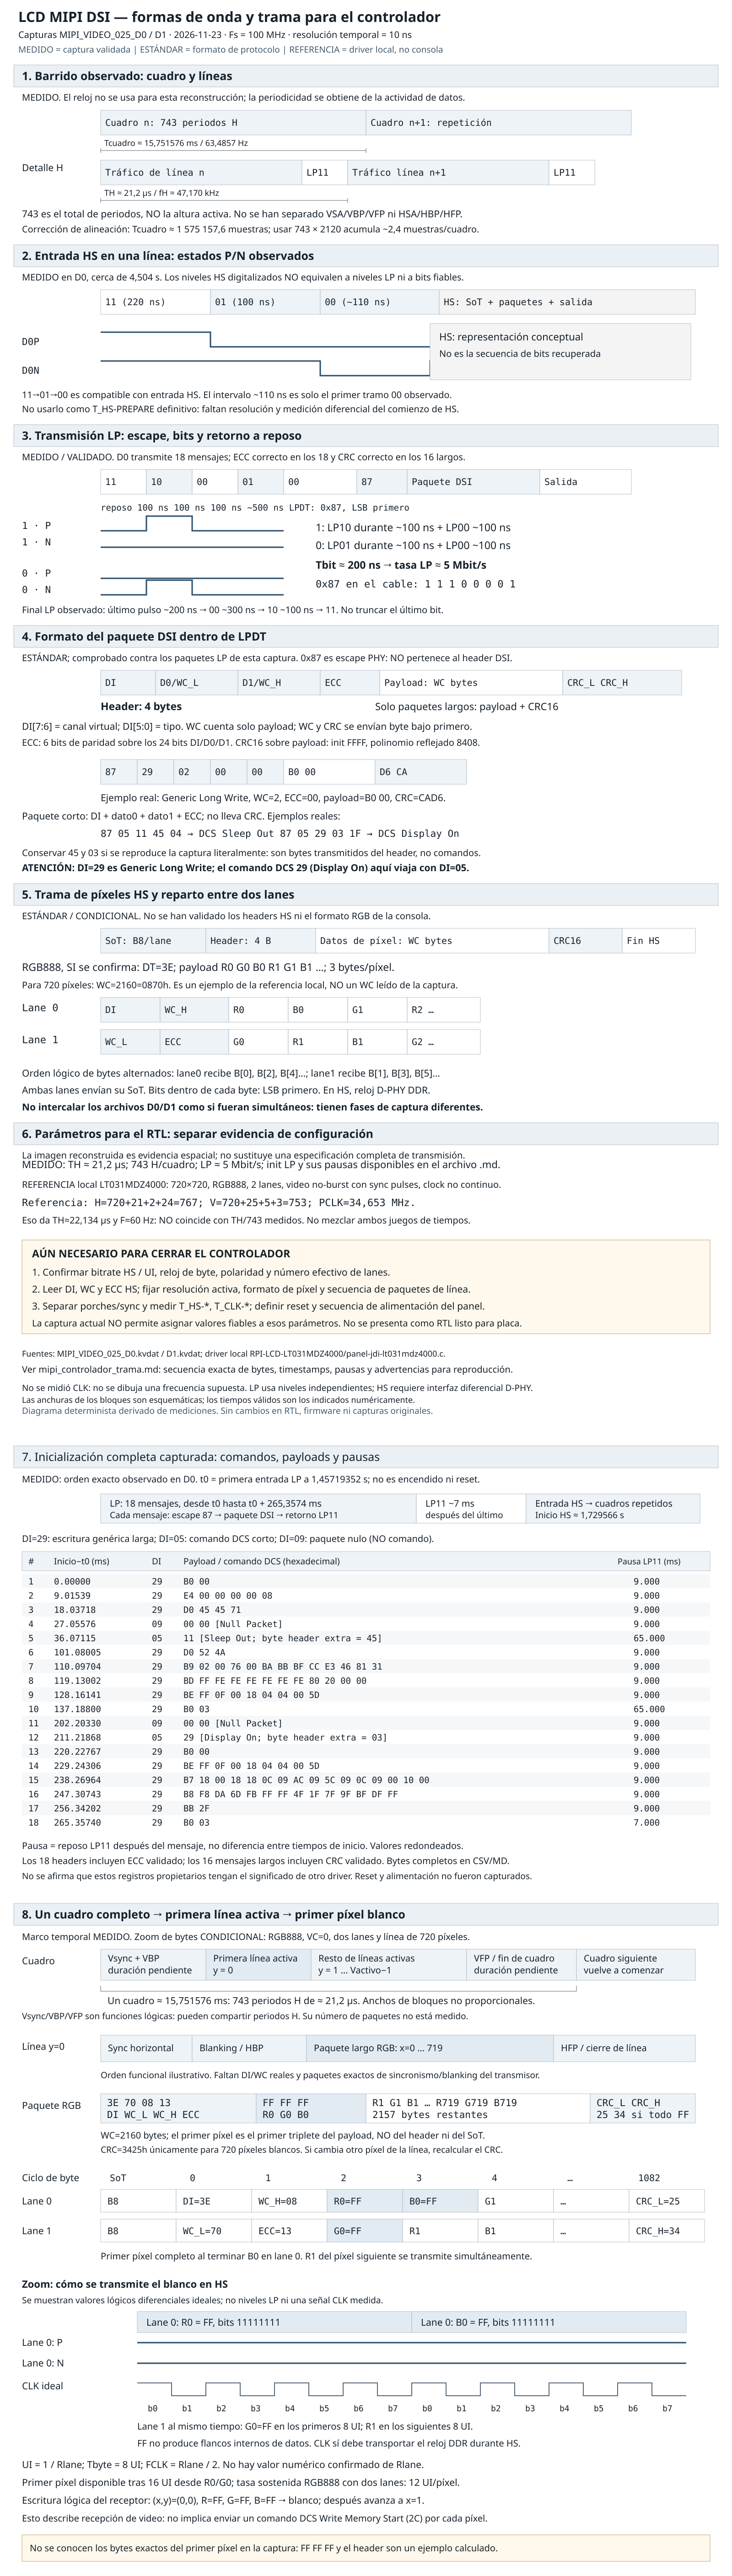 LCD MIPI DSI — formas de onda y trama para el controlador
Capturas MIPI_VIDEO_025_D0 / D1 · 2026-11-23 · Fs = 100 MHz · resolución temporal = 10 ns
MEDIDO = captura validada | ESTÁNDAR = formato de protocolo | REFERENCIA = driver local, no consola
1. Barrido observado: cuadro y líneas
MEDIDO. El reloj no se usa para esta reconstrucción; la periodicidad se obtiene de la actividad de datos.
Cuadro n: 743 periodos H
Cuadro n+1: repetición
Tcuadro = 15,751576 ms / 63,4857 Hz
Detalle H
Tráfico de línea n
LP11
Tráfico línea n+1
LP11
TH ≈ 21,2 µs / fH ≈ 47,170 kHz
743 es el total de periodos, NO la altura activa. No se han separado VSA/VBP/VFP ni HSA/HBP/HFP.
Corrección de alineación: Tcuadro ≈ 1 575 157,6 muestras; usar 743 × 2120 acumula ~2,4 muestras/cuadro.
2. Entrada HS en una línea: estados P/N observados
MEDIDO en D0, cerca de 4,504 s. Los niveles HS digitalizados NO equivalen a niveles LP ni a bits fiables.
11 (220 ns)
01 (100 ns)
00 (~110 ns)
HS: SoT + paquetes + salida
D0P
D0N
HS: representación conceptual
No es la secuencia de bits recuperada
11→01→00 es compatible con entrada HS. El intervalo ~110 ns es solo el primer tramo 00 observado.
No usarlo como T_HS-PREPARE definitivo: faltan resolución y medición diferencial del comienzo de HS.
3. Transmisión LP: escape, bits y retorno a reposo
MEDIDO / VALIDADO. D0 transmite 18 mensajes; ECC correcto en los 18 y CRC correcto en los 16 largos.
11
10
00
01
00
87
Paquete DSI
Salida
reposo 100 ns 100 ns 100 ns ~500 ns LPDT: 0x87, LSB primero
1 · P
1 · N
0 · P
0 · N
1: LP10 durante ~100 ns + LP00 ~100 ns
0: LP01 durante ~100 ns + LP00 ~100 ns
Tbit ≈ 200 ns → tasa LP ≈ 5 Mbit/s
0x87 en el cable: 1 1 1 0 0 0 0 1
Final LP observado: último pulso ~200 ns → 00 ~300 ns → 10 ~100 ns → 11. No truncar el último bit.
4. Formato del paquete DSI dentro de LPDT
ESTÁNDAR; comprobado contra los paquetes LP de esta captura. 0x87 es escape PHY: NO pertenece al header DSI.
DI
D0/WC_L
D1/WC_H
ECC
Payload: WC bytes
CRC_L CRC_H
Header: 4 bytes
Solo paquetes largos: payload + CRC16
DI[7:6] = canal virtual; DI[5:0] = tipo. WC cuenta solo payload; WC y CRC se envían byte bajo primero.
ECC: 6 bits de paridad sobre los 24 bits DI/D0/D1. CRC16 sobre payload: init FFFF, polinomio reflejado 8408.
87
29
02
00
00
B0 00
D6 CA
Ejemplo real: Generic Long Write, WC=2, ECC=00, payload=B0 00, CRC=CAD6.
Paquete corto: DI + dato0 + dato1 + ECC; no lleva CRC. Ejemplos reales:
87 05 11 45 04 → DCS Sleep Out 87 05 29 03 1F → DCS Display On
Conservar 45 y 03 si se reproduce la captura literalmente: son bytes transmitidos del header, no comandos.
ATENCIÓN: DI=29 es Generic Long Write; el comando DCS 29 (Display On) aquí viaja con DI=05.
5. Trama de píxeles HS y reparto entre dos lanes
ESTÁNDAR / CONDICIONAL. No se han validado los headers HS ni el formato RGB de la consola.
SoT: B8/lane
Header: 4 B
Datos de píxel: WC bytes
CRC16
Fin HS
RGB888, SI se confirma: DT=3E; payload R0 G0 B0 R1 G1 B1 …; 3 bytes/píxel.
Para 720 píxeles: WC=2160=0870h. Es un ejemplo de la referencia local, NO un WC leído de la captura.
Lane 0
DI
WC_H
R0
B0
G1
R2 …
Lane 1
WC_L
ECC
G0
R1
B1
G2 …
Orden lógico de bytes alternados: lane0 recibe B[0], B[2], B[4]…; lane1 recibe B[1], B[3], B[5]…
Ambas lanes envían su SoT. Bits dentro de cada byte: LSB primero. En HS, reloj D-PHY DDR.
No intercalar los archivos D0/D1 como si fueran simultáneos: tienen fases de captura diferentes.
6. Parámetros para el RTL: separar evidencia de configuración
La imagen reconstruida es evidencia espacial; no sustituye una especificación completa de transmisión.
MEDIDO: TH ≈ 21,2 µs; 743 H/cuadro; LP ≈ 5 Mbit/s; init LP y sus pausas disponibles en el archivo .md.
REFERENCIA local LT031MDZ4000: 720×720, RGB888, 2 lanes, video no-burst con sync pulses, clock no continuo.
Referencia: H=720+21+2+24=767; V=720+25+5+3=753; PCLK=34,653 MHz.
Eso da TH≈22,134 µs y F≈60 Hz: NO coincide con TH/743 medidos. No mezclar ambos juegos de tiempos.
AÚN NECESARIO PARA CERRAR EL CONTROLADOR
1. Confirmar bitrate HS / UI, reloj de byte, polaridad y número efectivo de lanes.
2. Leer DI, WC y ECC HS; fijar resolución activa, formato de píxel y secuencia de paquetes de línea.
3. Separar porches/sync y medir T_HS-*, T_CLK-*; definir reset y secuencia de alimentación del panel.
La captura actual NO permite asignar valores fiables a esos parámetros. No se presenta como RTL listo para placa.
Fuentes: MIPI_VIDEO_025_D0.kvdat / D1.kvdat; driver local RPI-LCD-LT031MDZ4000/panel-jdi-lt031mdz4000.c.
Ver mipi_controlador_trama.md: secuencia exacta de bytes, timestamps, pausas y advertencias para reproducción.
No se midió CLK: no se dibuja una frecuencia supuesta. LP usa niveles independientes; HS requiere interfaz diferencial D-PHY.
Las anchuras de los bloques son esquemáticas; los tiempos válidos son los indicados numéricamente.
Diagrama determinista derivado de mediciones. Sin cambios en RTL, firmware ni capturas originales.
7. Inicialización completa capturada: comandos, payloads y pausas
MEDIDO: orden exacto observado en D0. t0 = primera entrada LP a 1,45719352 s; no es encendido ni reset.
LP: 18 mensajes, desde t0 hasta t0 + 265,3574 ms
Cada mensaje: escape 87 → paquete DSI → retorno LP11
LP11 ~7 ms
después del último
Entrada HS → cuadros repetidos
Inicio HS ≈ 1,729566 s
DI=29: escritura genérica larga; DI=05: comando DCS corto; DI=09: paquete nulo (NO comando).
# Inicio−t0 (ms) DI Payload / comando DCS (hexadecimal) Pausa LP11 (ms)
1 0.00000 29 B0 00 9.000
2 9.01539 29 E4 00 00 00 00 08 9.000
3 18.03718 29 D0 45 45 71 9.000
4 27.05576 09 00 00 [Null Packet] 9.000
5 36.07115 05 11 [Sleep Out; byte header extra = 45] 65.000
6 101.08005 29 D0 52 4A 9.000
7 110.09704 29 B9 02 00 76 00 BA BB BF CC E3 46 81 31 9.000
8 119.13002 29 BD FF FE FE FE FE FE FE 80 20 00 00 9.000
9 128.16141 29 BE FF 0F 00 18 04 04 00 5D 9.000
10 137.18800 29 B0 03 65.000
11 202.20330 09 00 00 [Null Packet] 9.000
12 211.21868 05 29 [Display On; byte header extra = 03] 9.000
13 220.22767 29 B0 00 9.000
14 229.24306 29 BE FF 0F 00 18 04 04 00 5D 9.000
15 238.26964 29 B7 18 00 18 18 0C 09 AC 09 5C 09 0C 09 00 10 00 9.000
16 247.30743 29 B8 F8 DA 6D FB FF FF 4F 1F 7F 9F BF DF FF 9.000
17 256.34202 29 BB 2F 9.000
18 265.35740 29 B0 03 7.000
Pausa = reposo LP11 después del mensaje, no diferencia entre tiempos de inicio. Valores redondeados.
Los 18 headers incluyen ECC validado; los 16 mensajes largos incluyen CRC validado. Bytes completos en CSV/MD.
No se afirma que estos registros propietarios tengan el significado de otro driver. Reset y alimentación no fueron capturados.
8. Un cuadro completo → primera línea activa → primer píxel blanco
Marco temporal MEDIDO. Zoom de bytes CONDICIONAL: RGB888, VC=0, dos lanes y línea de 720 píxeles.
Cuadro
Vsync + VBP
duración pendiente
Primera línea activa
y = 0
Resto de líneas activas
y = 1 … Vactivo−1
VFP / fin de cuadro
duración pendiente
Cuadro siguiente
vuelve a comenzar
Un cuadro ≈ 15,751576 ms: 743 periodos H de ≈ 21,2 µs. Anchos de bloques no proporcionales.
Vsync/VBP/VFP son funciones lógicas: pueden compartir periodos H. Su número de paquetes no está medido.
Línea y=0
Sync horizontal
Blanking / HBP
Paquete largo RGB: x=0 … 719
HFP / cierre de línea
Orden funcional ilustrativo. Faltan DI/WC reales y paquetes exactos de sincronismo/blanking del transmisor.
Paquete RGB
3E 70 08 13
DI WC_L WC_H ECC
FF FF FF
R0 G0 B0
R1 G1 B1 … R719 G719 B719
2157 bytes restantes
CRC_L CRC_H
25 34 si todo FF
WC=2160 bytes; el primer píxel es el primer triplete del payload, NO del header ni del SoT.
CRC=3425h únicamente para 720 píxeles blancos. Si cambia otro píxel de la línea, recalcular el CRC.
Ciclo de byte SoT 0 1 2 3 4 … 1082
Lane 0
B8
DI=3E
WC_H=08
R0=FF
B0=FF
G1
…
CRC_L=25
Lane 1
B8
WC_L=70
ECC=13
G0=FF
R1
B1
…
CRC_H=34
Primer píxel completo al terminar B0 en lane 0. R1 del píxel siguiente se transmite simultáneamente.
Zoom: cómo se transmite el blanco en HS
Se muestran valores lógicos diferenciales ideales; no niveles LP ni una señal CLK medida.
Lane 0: R0 = FF, bits 11111111
Lane 0: B0 = FF, bits 11111111
Lane 0: P
Lane 0: N
CLK ideal
b0 b1 b2 b3 b4 b5 b6 b7 b0 b1 b2 b3 b4 b5 b6 b7
Lane 1 al mismo tiempo: G0=FF en los primeros 8 UI; R1 en los siguientes 8 UI.
FF no produce flancos internos de datos. CLK sí debe transportar el reloj DDR durante HS.
UI = 1 / Rlane; Tbyte = 8 UI; FCLK = Rlane / 2. No hay valor numérico confirmado de Rlane.
Primer píxel disponible tras 16 UI desde R0/G0; tasa sostenida RGB888 con dos lanes: 12 UI/píxel.
Escritura lógica del receptor: (x,y)=(0,0), R=FF, G=FF, B=FF → blanco; después avanza a x=1.
Esto describe recepción de video: no implica enviar un comando DCS Write Memory Start (2C) por cada píxel.
No se conocen los bytes exactos del primer píxel en la captura: FF FF FF y el header son un ejemplo calculado.